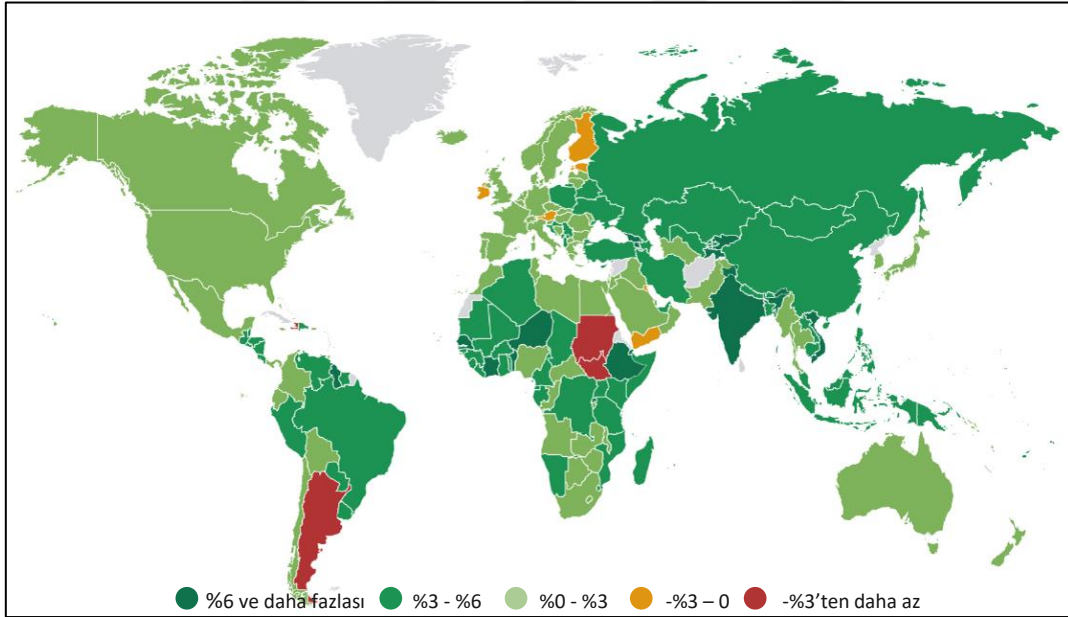 %6 ve daha fazlası %3 - %6 %0 - %3 -%3 – 0 -%3’ten daha az